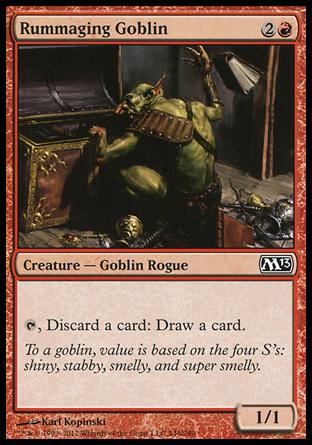 Rummaging Goblin 2
Creature — Goblin Rogue M13
, Discard a card: Draw a card.
To a goblin, value is based on the four S's:
shiny, stabby, smelly, and super smelly.
Karl Kopinski
1/1